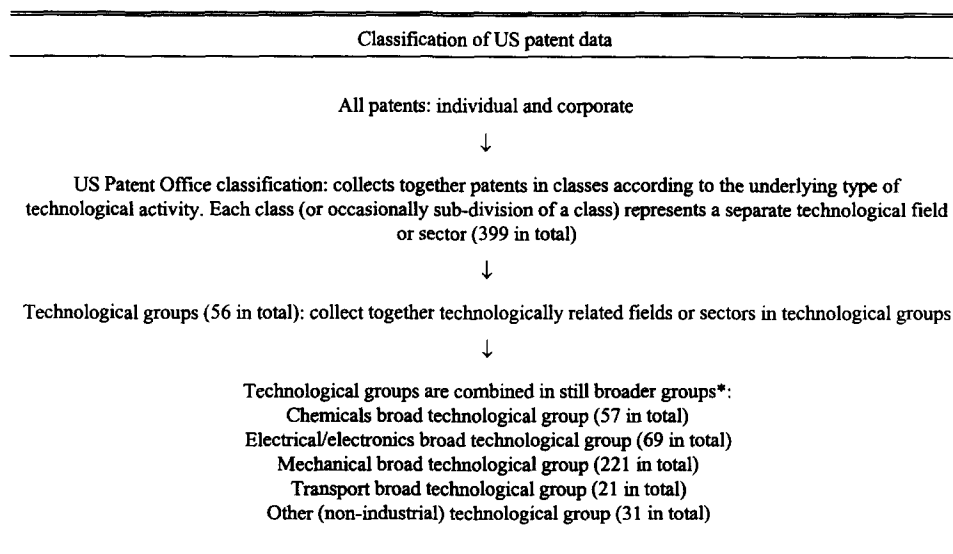 Classification of US patent data
All patents: individual and corporate
↓
US Patent Office classification: collects together patents in classes according to the underlying type of
technological activity. Each class (or occasionally sub-division of a class) represents a separate technological field
or sector (399 in total)
↓
Technological groups (56 in total): collect together technologically related fields or sectors in technological groups
↓
Technological groups are combined in still broader groups*:
Chemicals broad technological group (57 in total)
Electrical/electronics broad technological group (69 in total)
Mechanical broad technological group (221 in total)
Transport broad technological group (21 in total)
Other (non-industrial) technological group (31 in total)